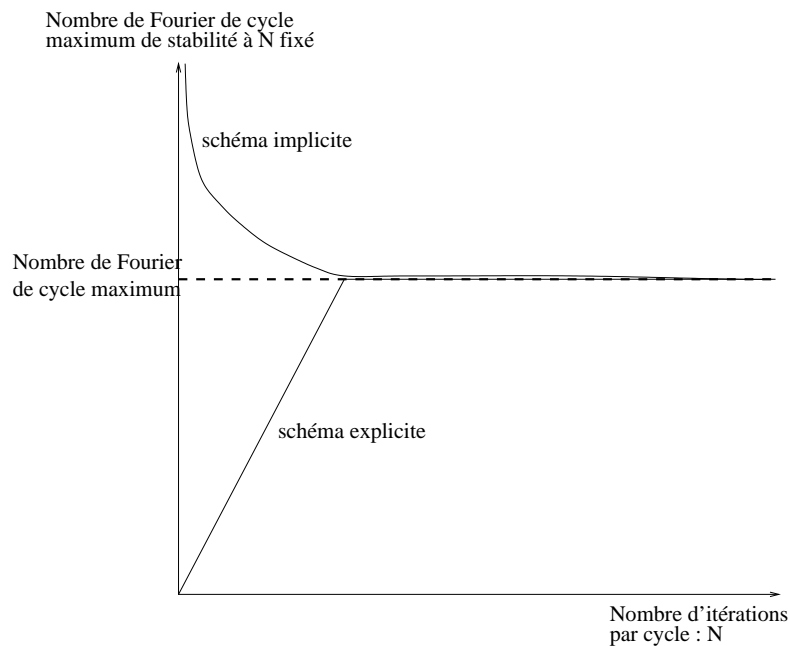 Nombre de Fourier de cycle
maximum de stabilité à N fixé
schéma implicite
Nombre de Fourier
de cycle maximum
schéma explicite
Nombre d'itérations
par cycle : N